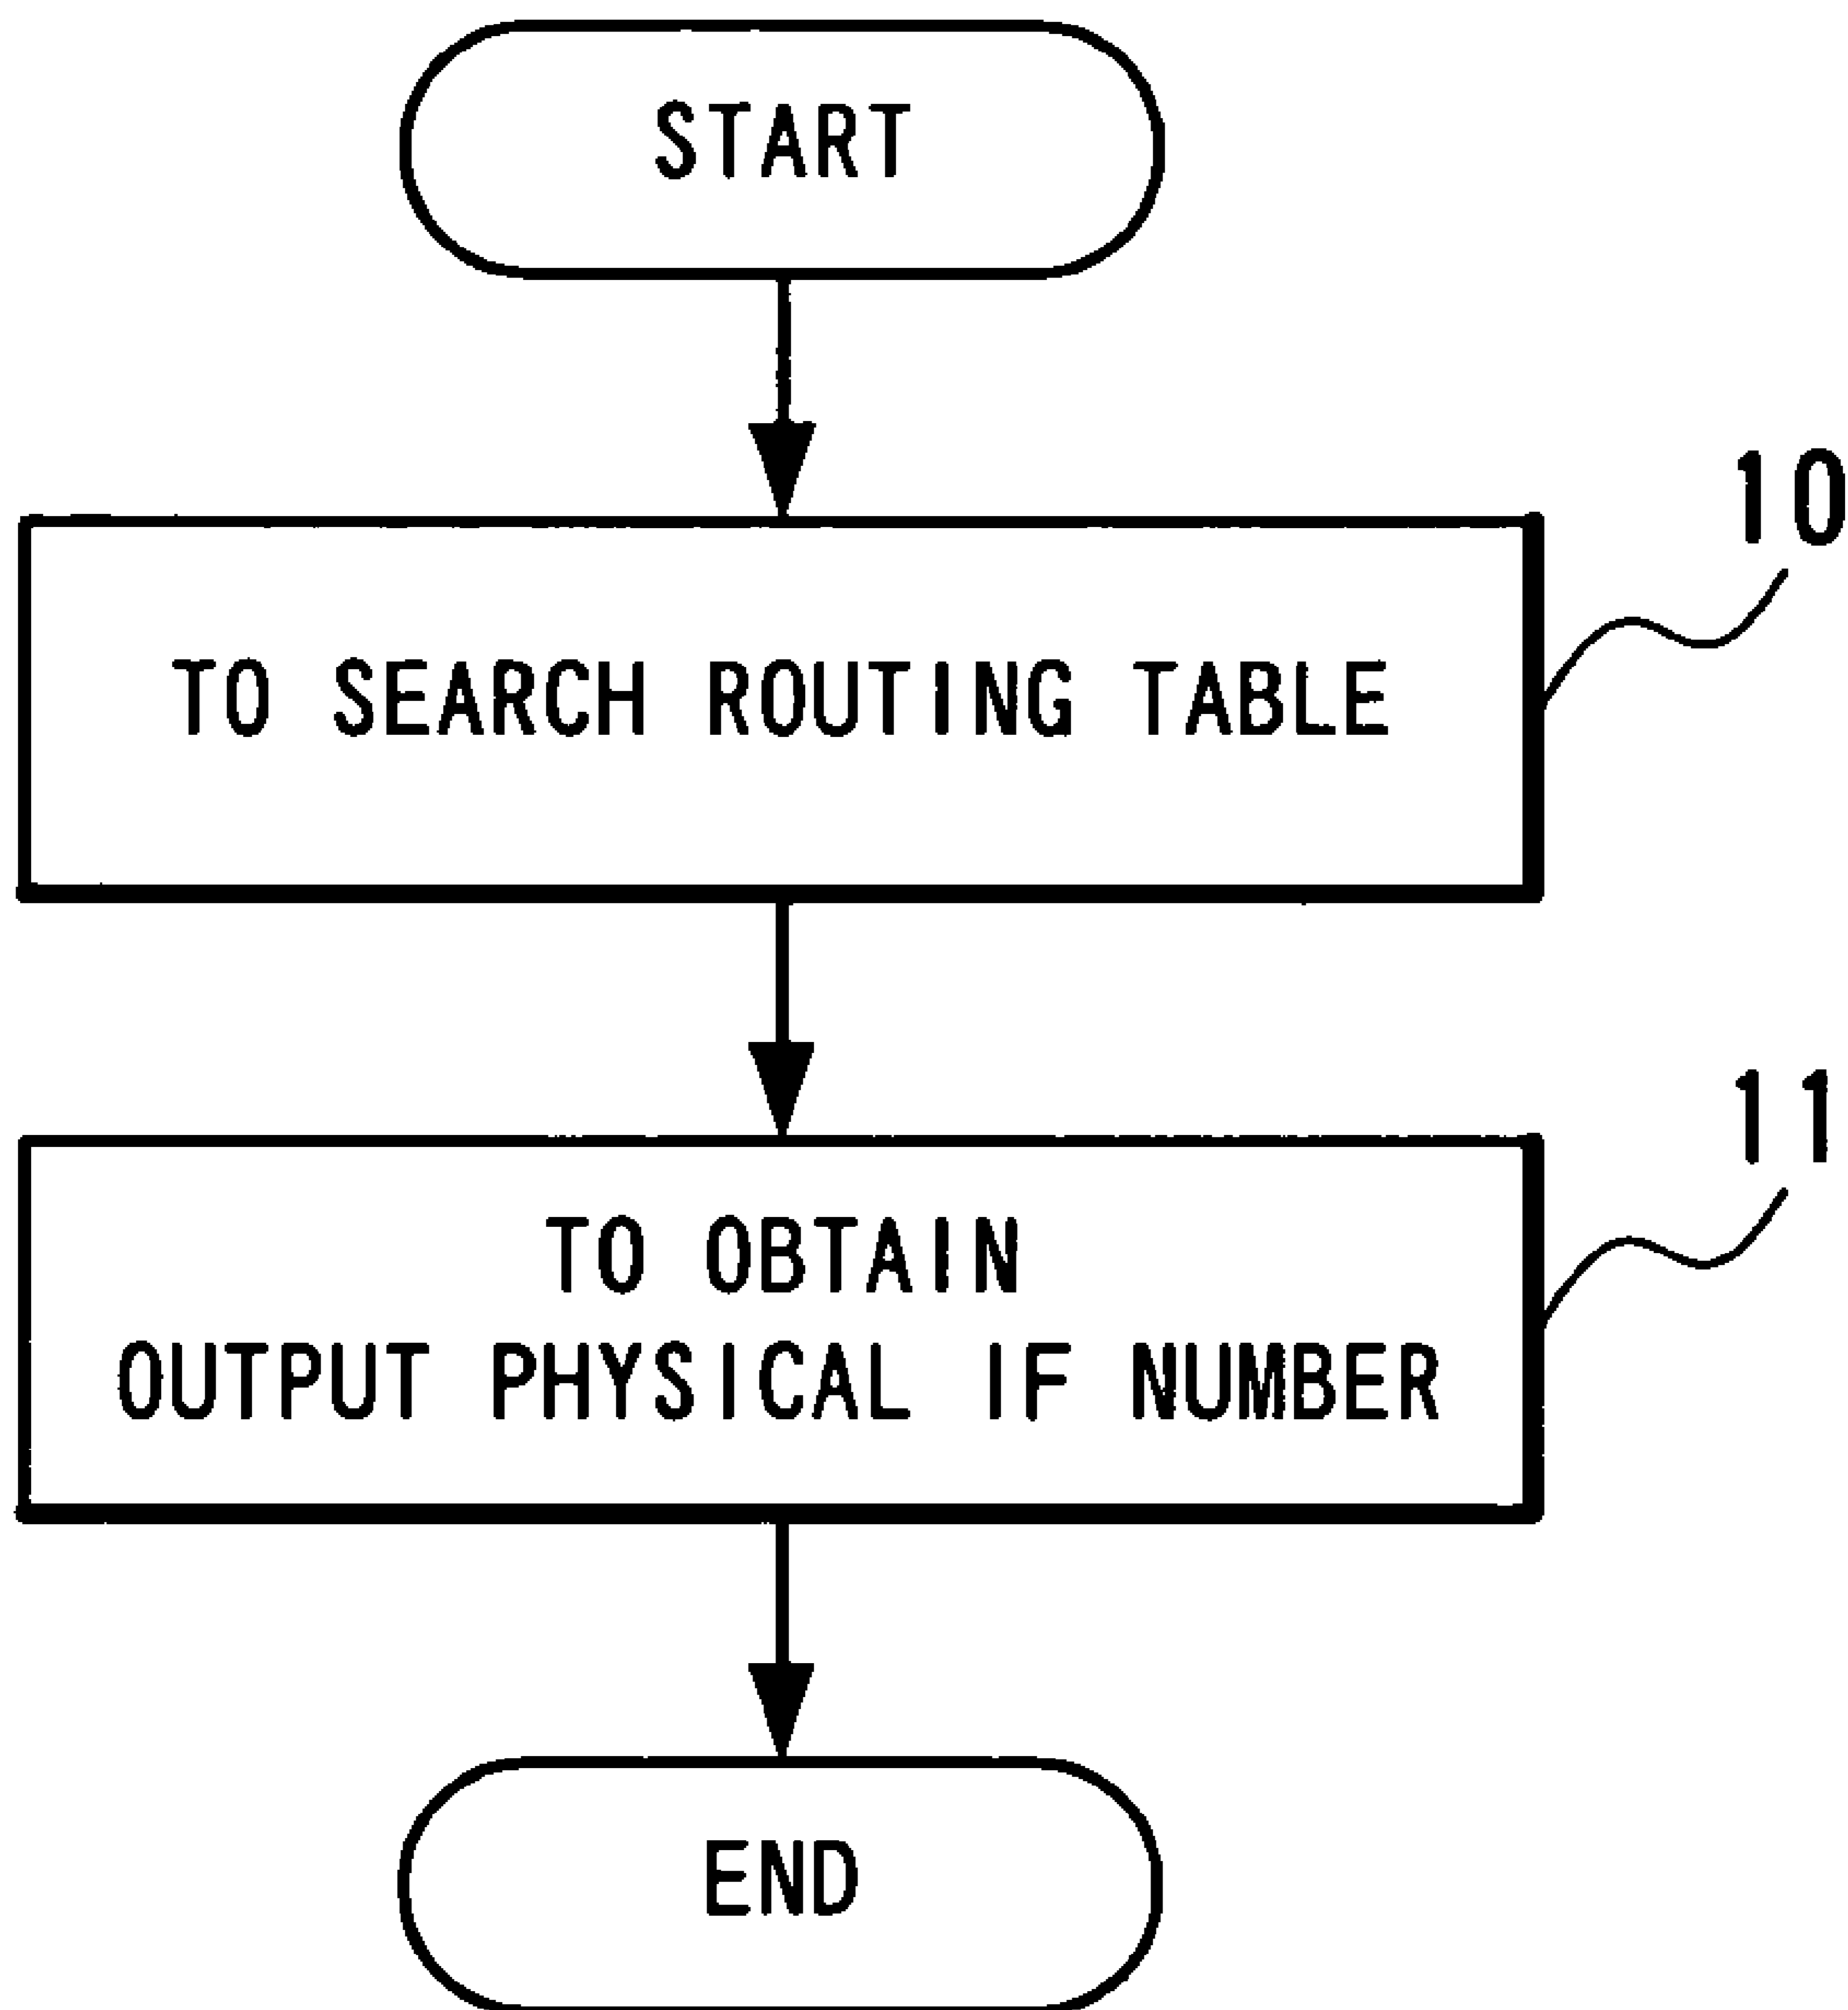 START
10
TO SEARCH ROUTING TABLE
11
TO OBTAIN
OUTPUT PHYSICAL IF NUMBER
END